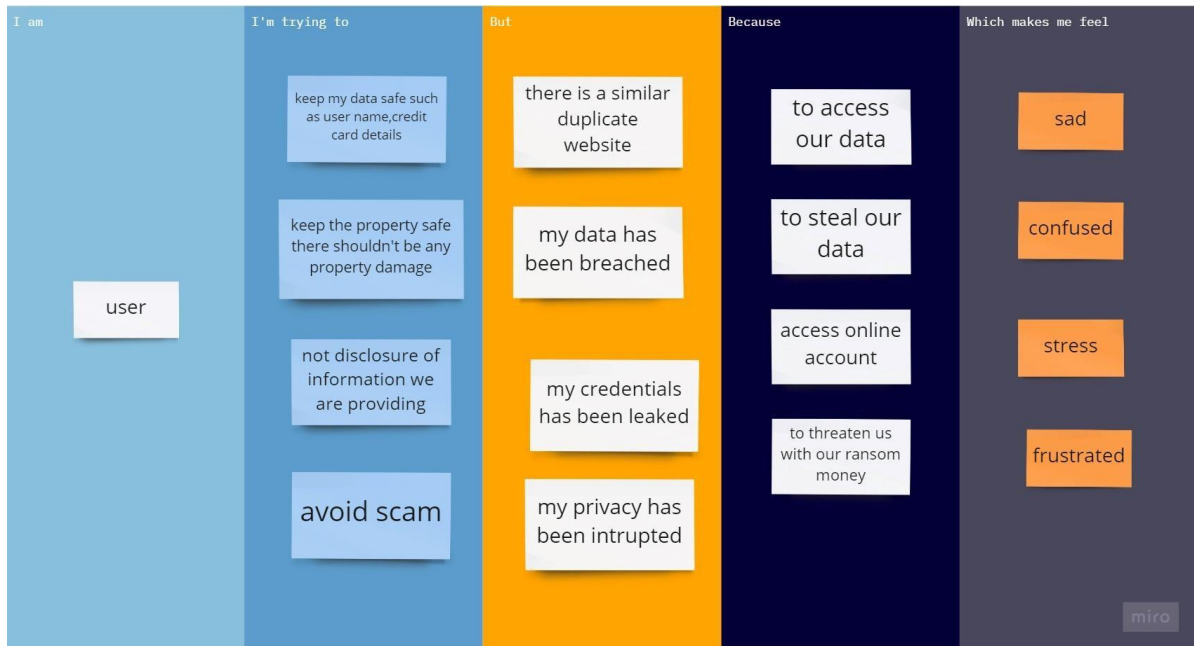 I am
user
I'm trying to
keep my data safe such
as user name,credit
card details
keep the property safe
there shouldn't be any
property damage
not disclosure of
information we
are providing
avoid scam
But
there is a similar
duplicate
website
my data has
been breached
my credentials
has been leaked
my privacy has
been intrupted
Because
to access
our data
to steal our
data
access online
account
to threaten us
with our ransom
money
Which makes me feel
sad
confused
stress
frustrated
miro